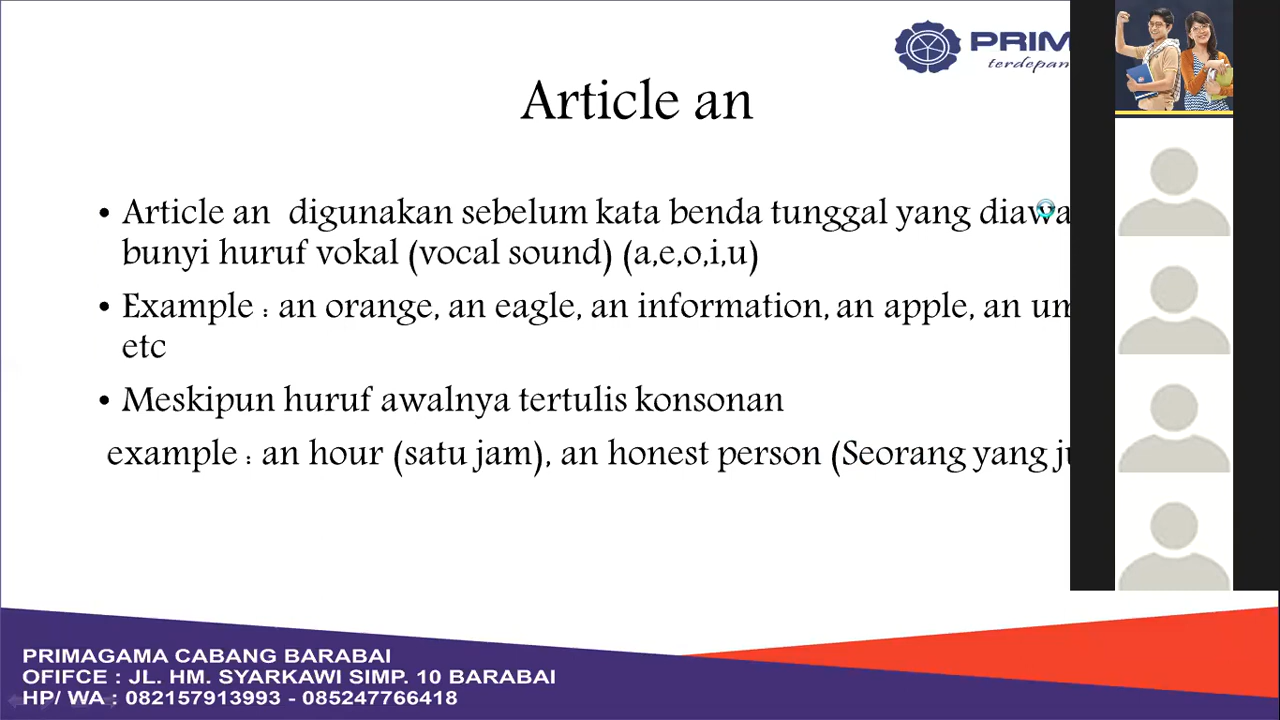 PRIM
terdepan
Article an
• Article an digunakan sebelum kata benda tunggal yang
bunyi huruf vokal (vocal sound) (a,e,o,i,u)
• Example : an orange, an eagle, an information, an apple, an
etc
• Meskipun huruf awalnya tertulis konsonan
example : an hour (satu jam), an honest person (Seorang yang
PRIMAGAMA CABANG BARABAI
OFIFCE : JL. HM. SYARKAWI SIMP. 10 BARABAI
HP/ WA : 082157913993 - 085247766418